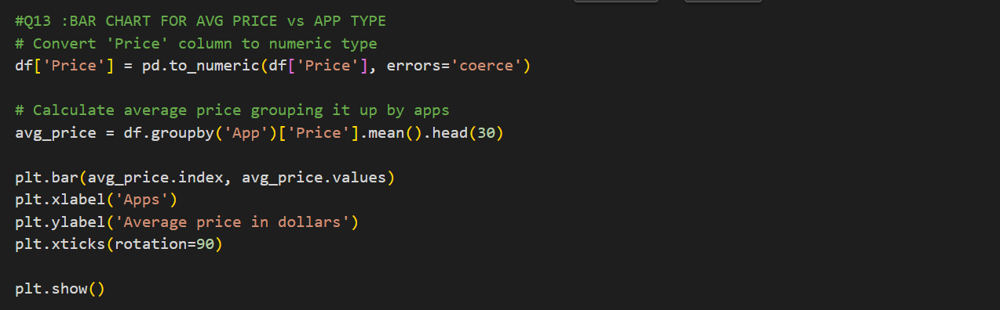 #Q13 :BAR CHART FOR AVG PRICE vs APP TYPE
# Convert 'Price' column to numeric type
df['Price'] = pd.to_numeric(df['Price'], errors='coerce')
# Calculate average price grouping it up by apps
avg_price = df.groupby('App')['Price'].mean().head(30)
plt.bar(avg_price.index, avg_price.values)
plt.xlabel('Apps')
plt.ylabel('Average price in dollars')
plt.xticks(rotation=90)
plt.show()